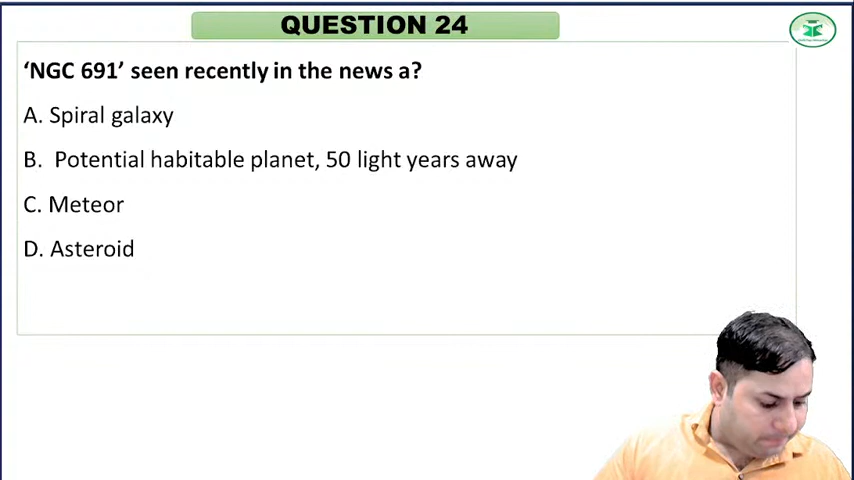 QUESTION 24
‘NGC 691’ seen recently in the news a?
A. Spiral galaxy
B. Potential habitable planet, 50 light years away
C. Meteor
D. Asteroid